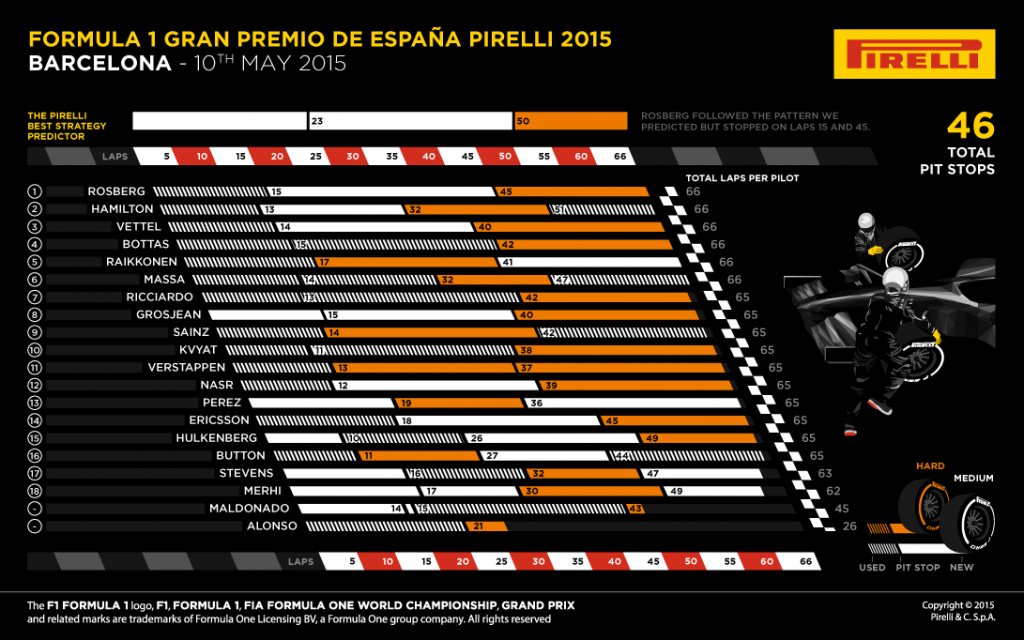 FORMULA 1 GRAN PREMIO DE ESPAÑA PIRELLI 2015
BARCELONA - 10TH MAY 2015
PIRELLI
THE PIRELLI
BEST STRATEGY
PREDICTOR
23 50
ROSBERG FOLLOWED THE PATTERN WE
PREDICTED BUT STOPPED ON LAPS 15 AND 45.
46
TOTAL
PIT STOPS
LAPS 5 10 15 20 25 30 35 40 45 50 55 60 66
TOTAL LAPS PER PILOT
1 ROSBERG 15 45 66
2 HAMILTON 13 32 51 66
3 VETTEL 14 40 66
4 BOTTAS 15 42 66
5 RAIKKONEN 17 41 66
6 MASSA 14 32 47 66
7 RICCIARDO 13 42 65
8 GROSJEAN 15 40 65
9 SAINZ 14 42 65
10 KVYAT 11 38 65
11 VERSTAPPEN 13 37 65
12 NASR 12 39 65
13 PEREZ 19 36 65
14 ERICSSON 18 45 65
15 HULKENBERG 10 26 49 65
16 BUTTON 11 27 44 65
17 STEVENS 16 32 47 63
18 MERHI 17 30 49 62
- MALDONADO 14 15 43 45
- ALONSO 21 26
LAPS 5 10 15 20 25 30 35 40 45 50 55 60 66
HARD
MEDIUM
USED PIT STOP NEW
The F1 FORMULA 1 logo, F1, FORMULA 1, FIA FORMULA ONE WORLD CHAMPIONSHIP, GRAND PRIX
and related marks are trademarks of Formula One Licensing BV, a Formula One group company. All rights reserved
Copyright © 2015
Pirelli & C. S.p.A.